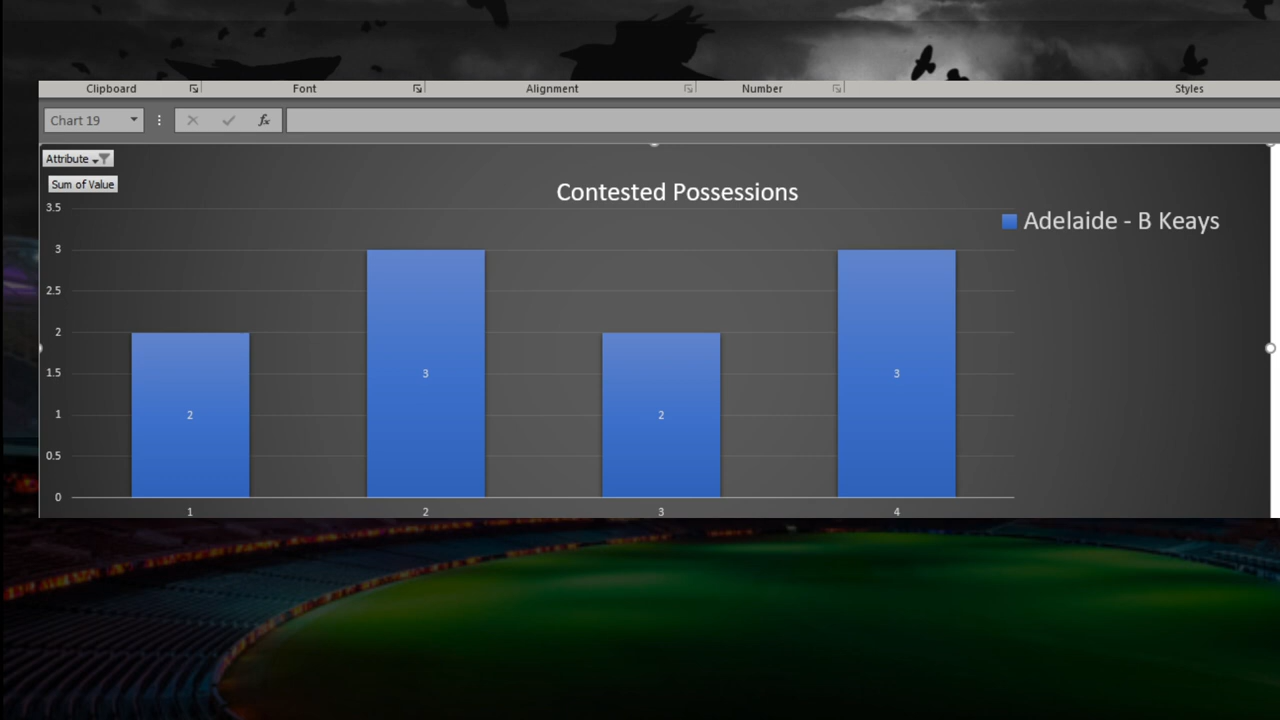 Clipboard Font Alignment Number Styles
Chart 19 fx
Attribute
Sum of Value
Contested Possessions
Adelaide - B Keays
3.5
3
2.5
2
1.5
1
0.5
0
2 3 2 3
1 2 3 4